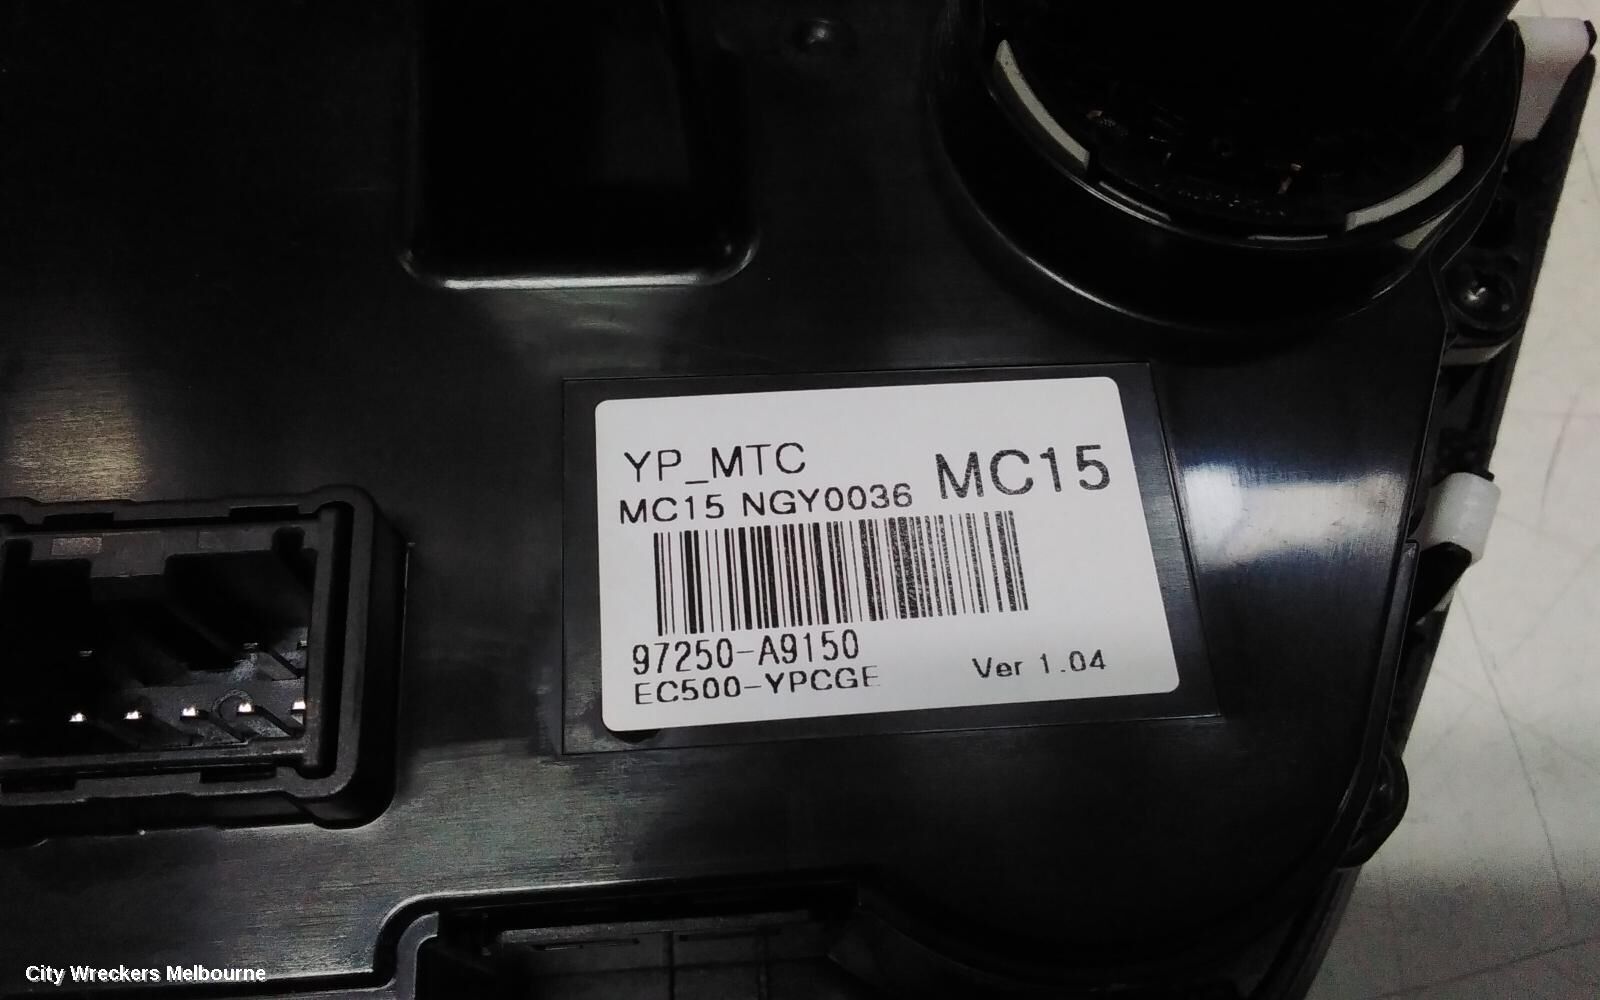 YP_MTC
MC15
MC15 NGY0036
97250-A9150
EC500-YPCGE
Ver 1.04
City Wreckers Melbourne